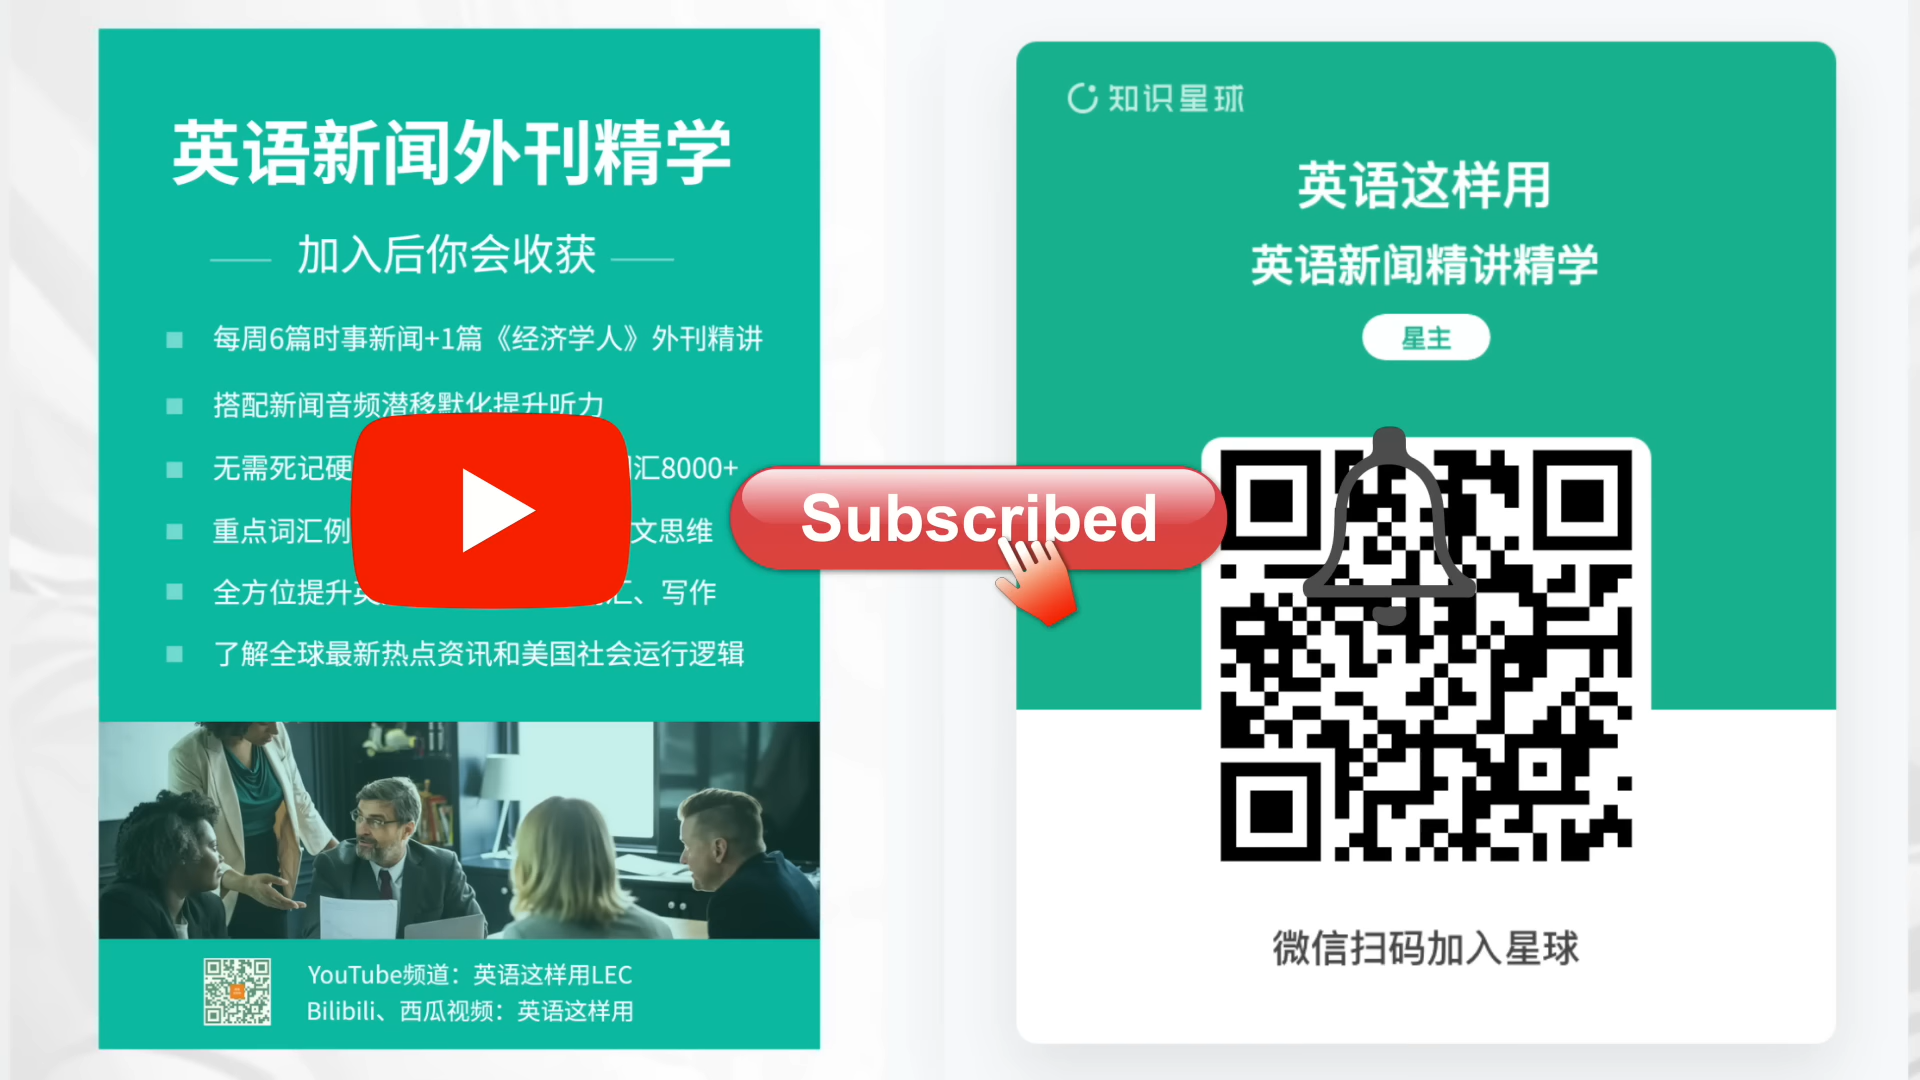 英语新闻外刊精学
加入后你会收获
每周6篇时事新闻+1篇《经济学人》外刊精讲
搭配新闻音频潜移默化提升听力
无需死记硬
汇8000+
重点词汇例
文思维
全方位提升英
汇、写作
了解全球最新热点资讯和美国社会运行逻辑
YouTube频道：英语这样用LEC
Bilibili、西瓜视频：英语这样用
Subscribed
知识星球
英语这样用
英语新闻精讲精学
星主
微信扫码加入星球